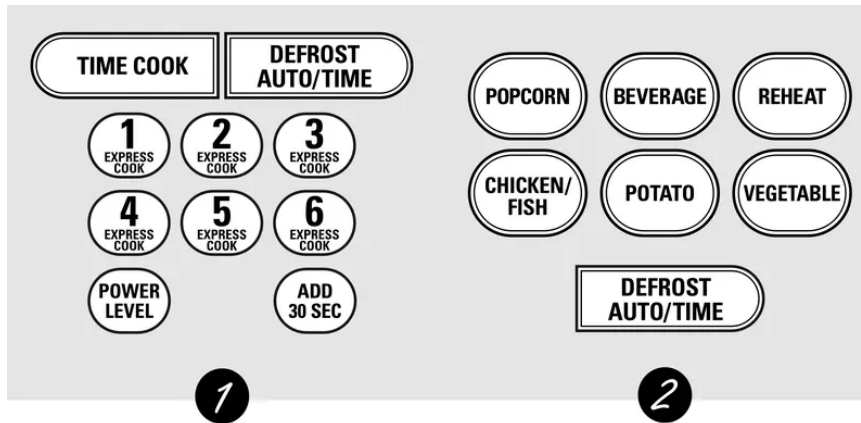 TIME COOK
DEFROST
AUTO/TIME
1
EXPRESS
COOK
2
EXPRESS
COOK
3
EXPRESS
COOK
4
EXPRESS
COOK
5
EXPRESS
COOK
6
EXPRESS
COOK
POWER
LEVEL
ADD
30 SEC
1
POPCORN
BEVERAGE
REHEAT
CHICKEN/
FISH
POTATO
VEGETABLE
DEFROST
AUTO/TIME
2